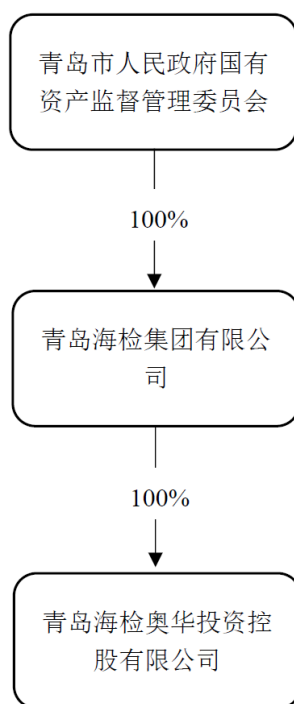 青岛市人民政府国有
资产监督管理委员会
100%
青岛海检集团有限公
司
100%
青岛海检奥华投资控
股有限公司